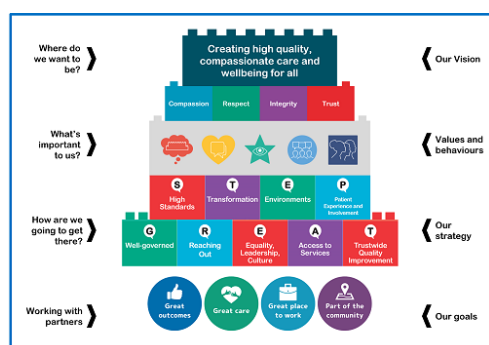 Where do
we want to
be?
Creating high quality,
compassionate care and
wellbeing for all
Our Vision
Compassion
Respect
Integrity
Trust
What's
important
to us?
Values and
behaviours
S
T
E
P
High
Standards
Transformation
Environments
Patient
Experience and
Involvement
How are we
going to get
there?
G
R
E
A
T
Well-governed
Reaching
Out
Equality,
Leadership,
Culture
Access to
Services
Trustwide
Quality
Improvement
Our
strategy
Working with
partners
Great
outcomes
Great care
Great place
to work
Part of the
community
Our goals